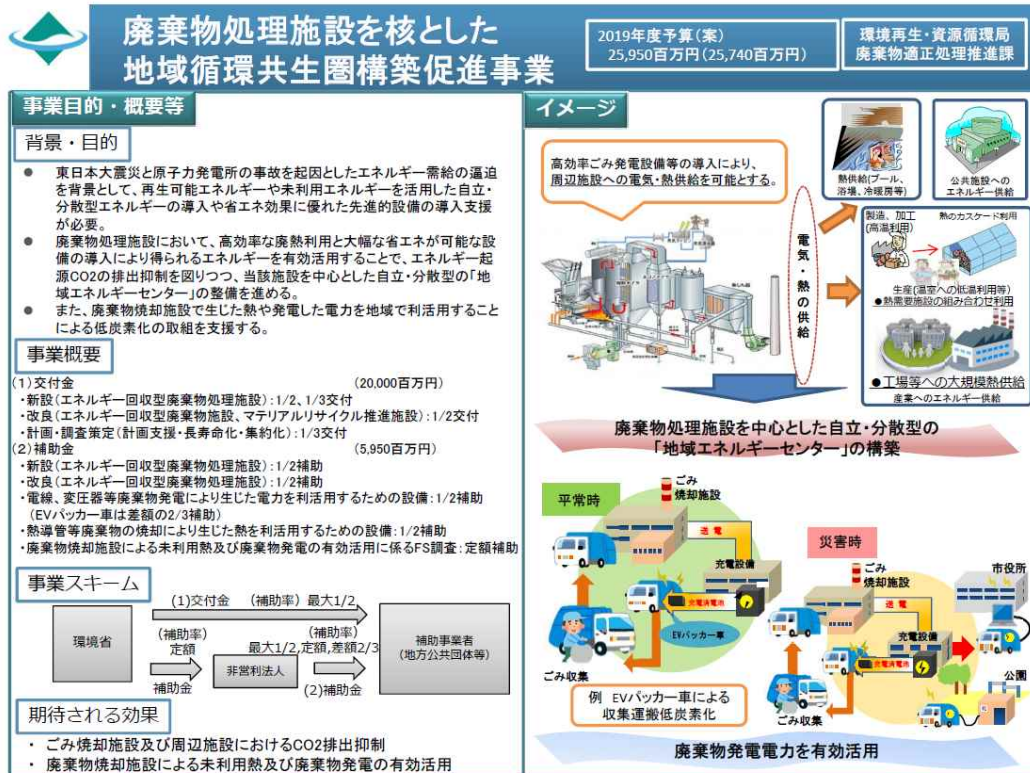 廃棄物処理施設を核とした
地域循環共生圏構築促進事業
2019年度予算(案)
25,950百万円(25,740百万円)
環境再生・資源循環局
廃棄物適正処理推進課
事業目的・概要等
背景・目的
● 東日本大震災と原子力発電所の事故を起因としたエネルギー需給の逼迫
を背景として、再生可能エネルギーや未利用エネルギーを活用した自立・
分散型エネルギーの導入や省エネ効果に優れた先進的設備の導入支援
が必要。
● 廃棄物処理施設において、高効率な廃熱利用と大幅な省エネが可能な設
備の導入により得られるエネルギーを有効活用することで、エネルギー起
源CO2の排出抑制を図りつつ、当該施設を中心とした自立・分散型の「地
域エネルギーセンター」の整備を進める。
● また、廃棄物焼却施設で生じた熱や発電した電力を地域で利活用すること
による低炭素化の取組を支援する。
事業概要
(1)交付金 (20,000百万円)
・新設(エネルギー回収型廃棄物処理施設):1/2、1/3交付
・改良(エネルギー回収型廃棄物施設、マテリアルリサイクル推進施設):1/2交付
・計画・調査策定(計画支援・長寿命化・集約化):1/3交付
(2)補助金 (5,950百万円)
・新設(エネルギー回収型廃棄物処理施設):1/2補助
・改良(エネルギー回収型廃棄物処理施設):1/2補助
・電線、変圧器等廃棄物発電により生じた電力を利活用するための設備:1/2補助
(EVパッカー車は差額の2/3補助)
・熱導管等廃棄物の焼却により生じた熱を利活用するための設備:1/2補助
・廃棄物焼却施設による未利用熱及び廃棄物発電の有効活用に係るFS調査:定額補助
事業スキーム
(1)交付金 (補助率) 最大1/2
環境省
(補助率)
定額
補助金
非営利法人
(補助率)
最大1/2,定額,差額2/3
(2)補助金
補助事業者
(地方公共団体等)
期待される効果
・ ごみ焼却施設及び周辺施設におけるCO2排出抑制
・ 廃棄物焼却施設による未利用熱及び廃棄物発電の有効活用
イメージ
高効率ごみ発電設備等の導入により、
周辺施設への電気・熱供給を可能とする。
電気・熱の供給
熱供給(プール、
浴場、冷暖房等)
公共施設への
エネルギー供給
製造、加工
(高温利用)
熱のカスケード利用
生産(温室への低温利用等)
●熱需要施設の組み合わせ利用
●工場等への大規模熱供給
産業へのエネルギー供給
廃棄物処理施設を中心とした自立・分散型の
「地域エネルギーセンター」の構築
平常時
ごみ
焼却施設
送電
充電設備
充電済電池
EVパッカー車
ごみ収集
例 EVパッカー車による
収集運搬低炭素化
災害時
ごみ
焼却施設
送電
充電設備
充電済電池
ごみ収集
市役所
公園
廃棄物発電電力を有効活用